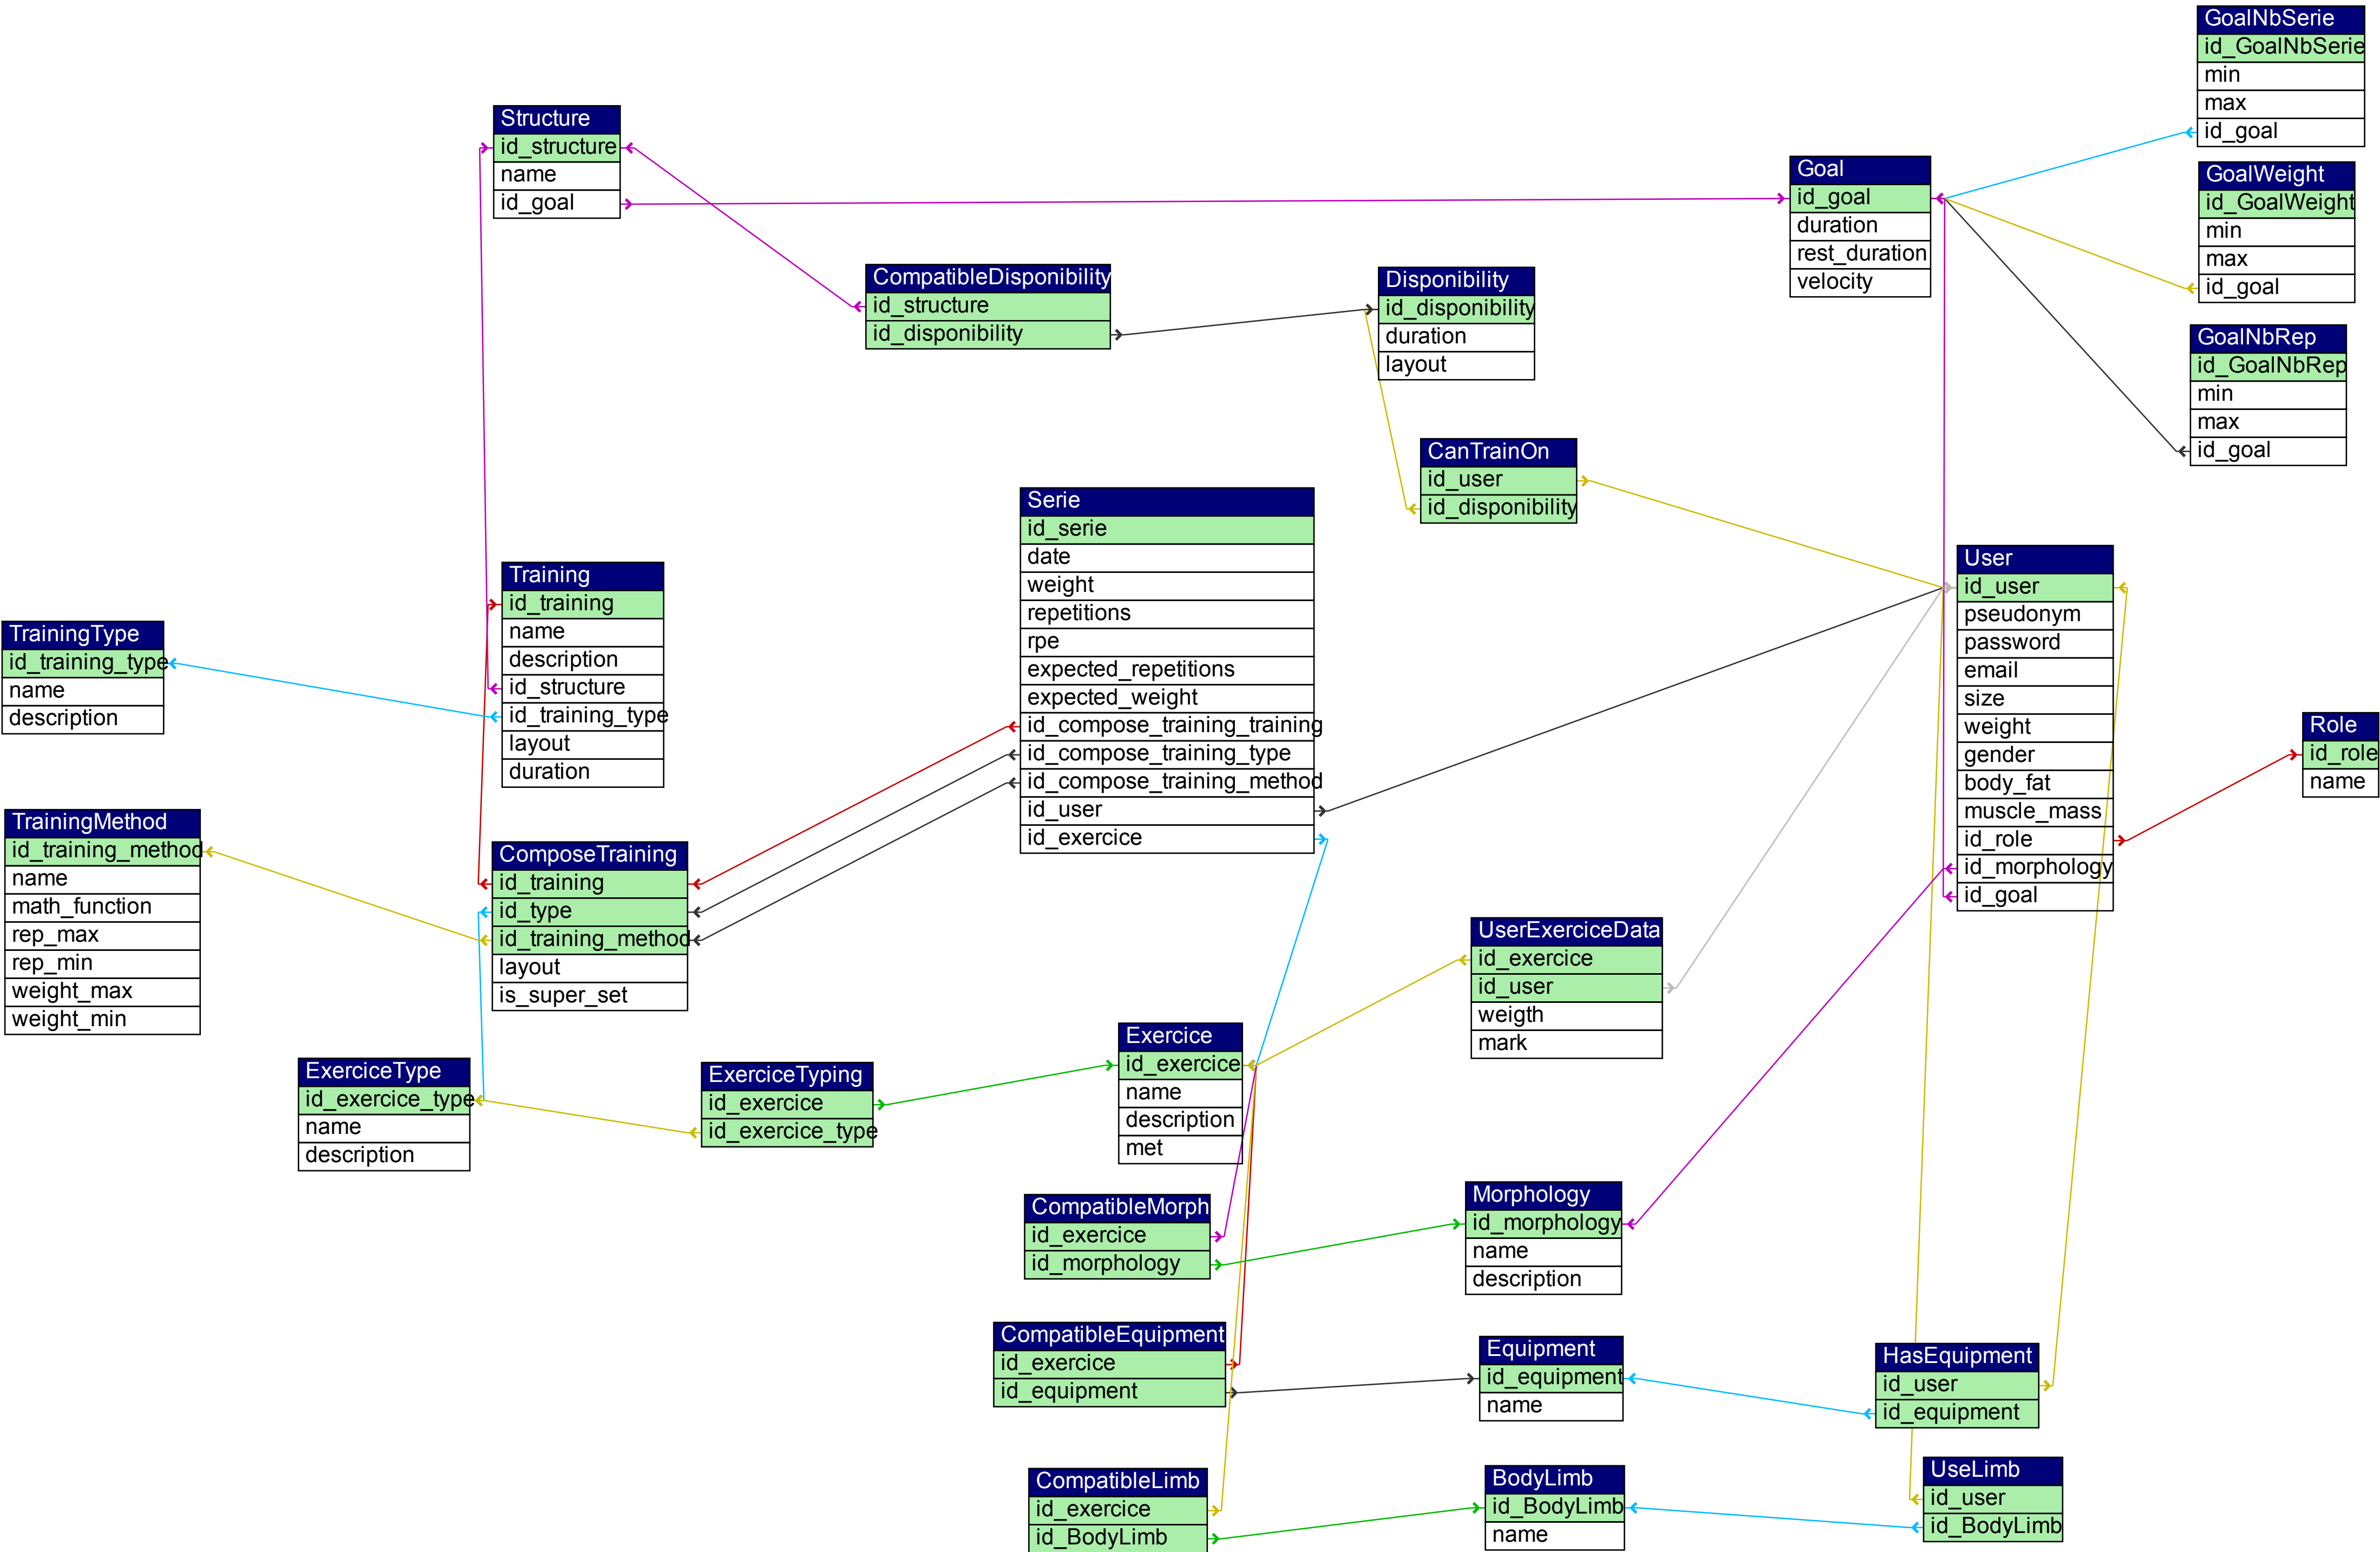 GoalNbSerie
id_GoalNbSerie
min
max
id_goal
Structure
id_structure
name
id_goal
Goal
id_goal
duration
rest_duration
velocity
GoalWeight
id_GoalWeight
min
max
id_goal
CompatibleDisponibility
id_structure
id_disponibility
Disponibility
id_disponibility
duration
layout
GoalNbRep
id_GoalNbRep
min
max
id_goal
CanTrainOn
id_user
id_disponibility
Serie
id_serie
date
weight
repetitions
rpe
expected_repetitions
expected_weight
id_compose_training_training
id_compose_training_type
id_compose_training_method
id_user
id_exercice
User
id_user
pseudonym
password
email
size
weight
gender
body_fat
muscle_mass
id_role
id_morphology
id_goal
Training
id_training
name
description
id_structure
id_training_type
layout
duration
TrainingType
id_training_type
name
description
Role
id_role
name
TrainingMethod
id_training_method
name
math_function
rep_max
rep_min
weight_max
weight_min
ComposeTraining
id_training
id_type
id_training_method
layout
is_super_set
UserExerciceData
id_exercice
id_user
weigth
mark
Exercice
id_exercice
name
description
met
ExerciceType
id_exercice_type
name
description
ExerciceTyping
id_exercice
id_exercice_type
CompatibleMorph
id_exercice
id_morphology
Morphology
id_morphology
name
description
CompatibleEquipment
id_exercice
id_equipment
Equipment
id_equipment
name
HasEquipment
id_user
id_equipment
CompatibleLimb
id_exercice
id_BodyLimb
BodyLimb
id_BodyLimb
name
UseLimb
id_user
id_BodyLimb